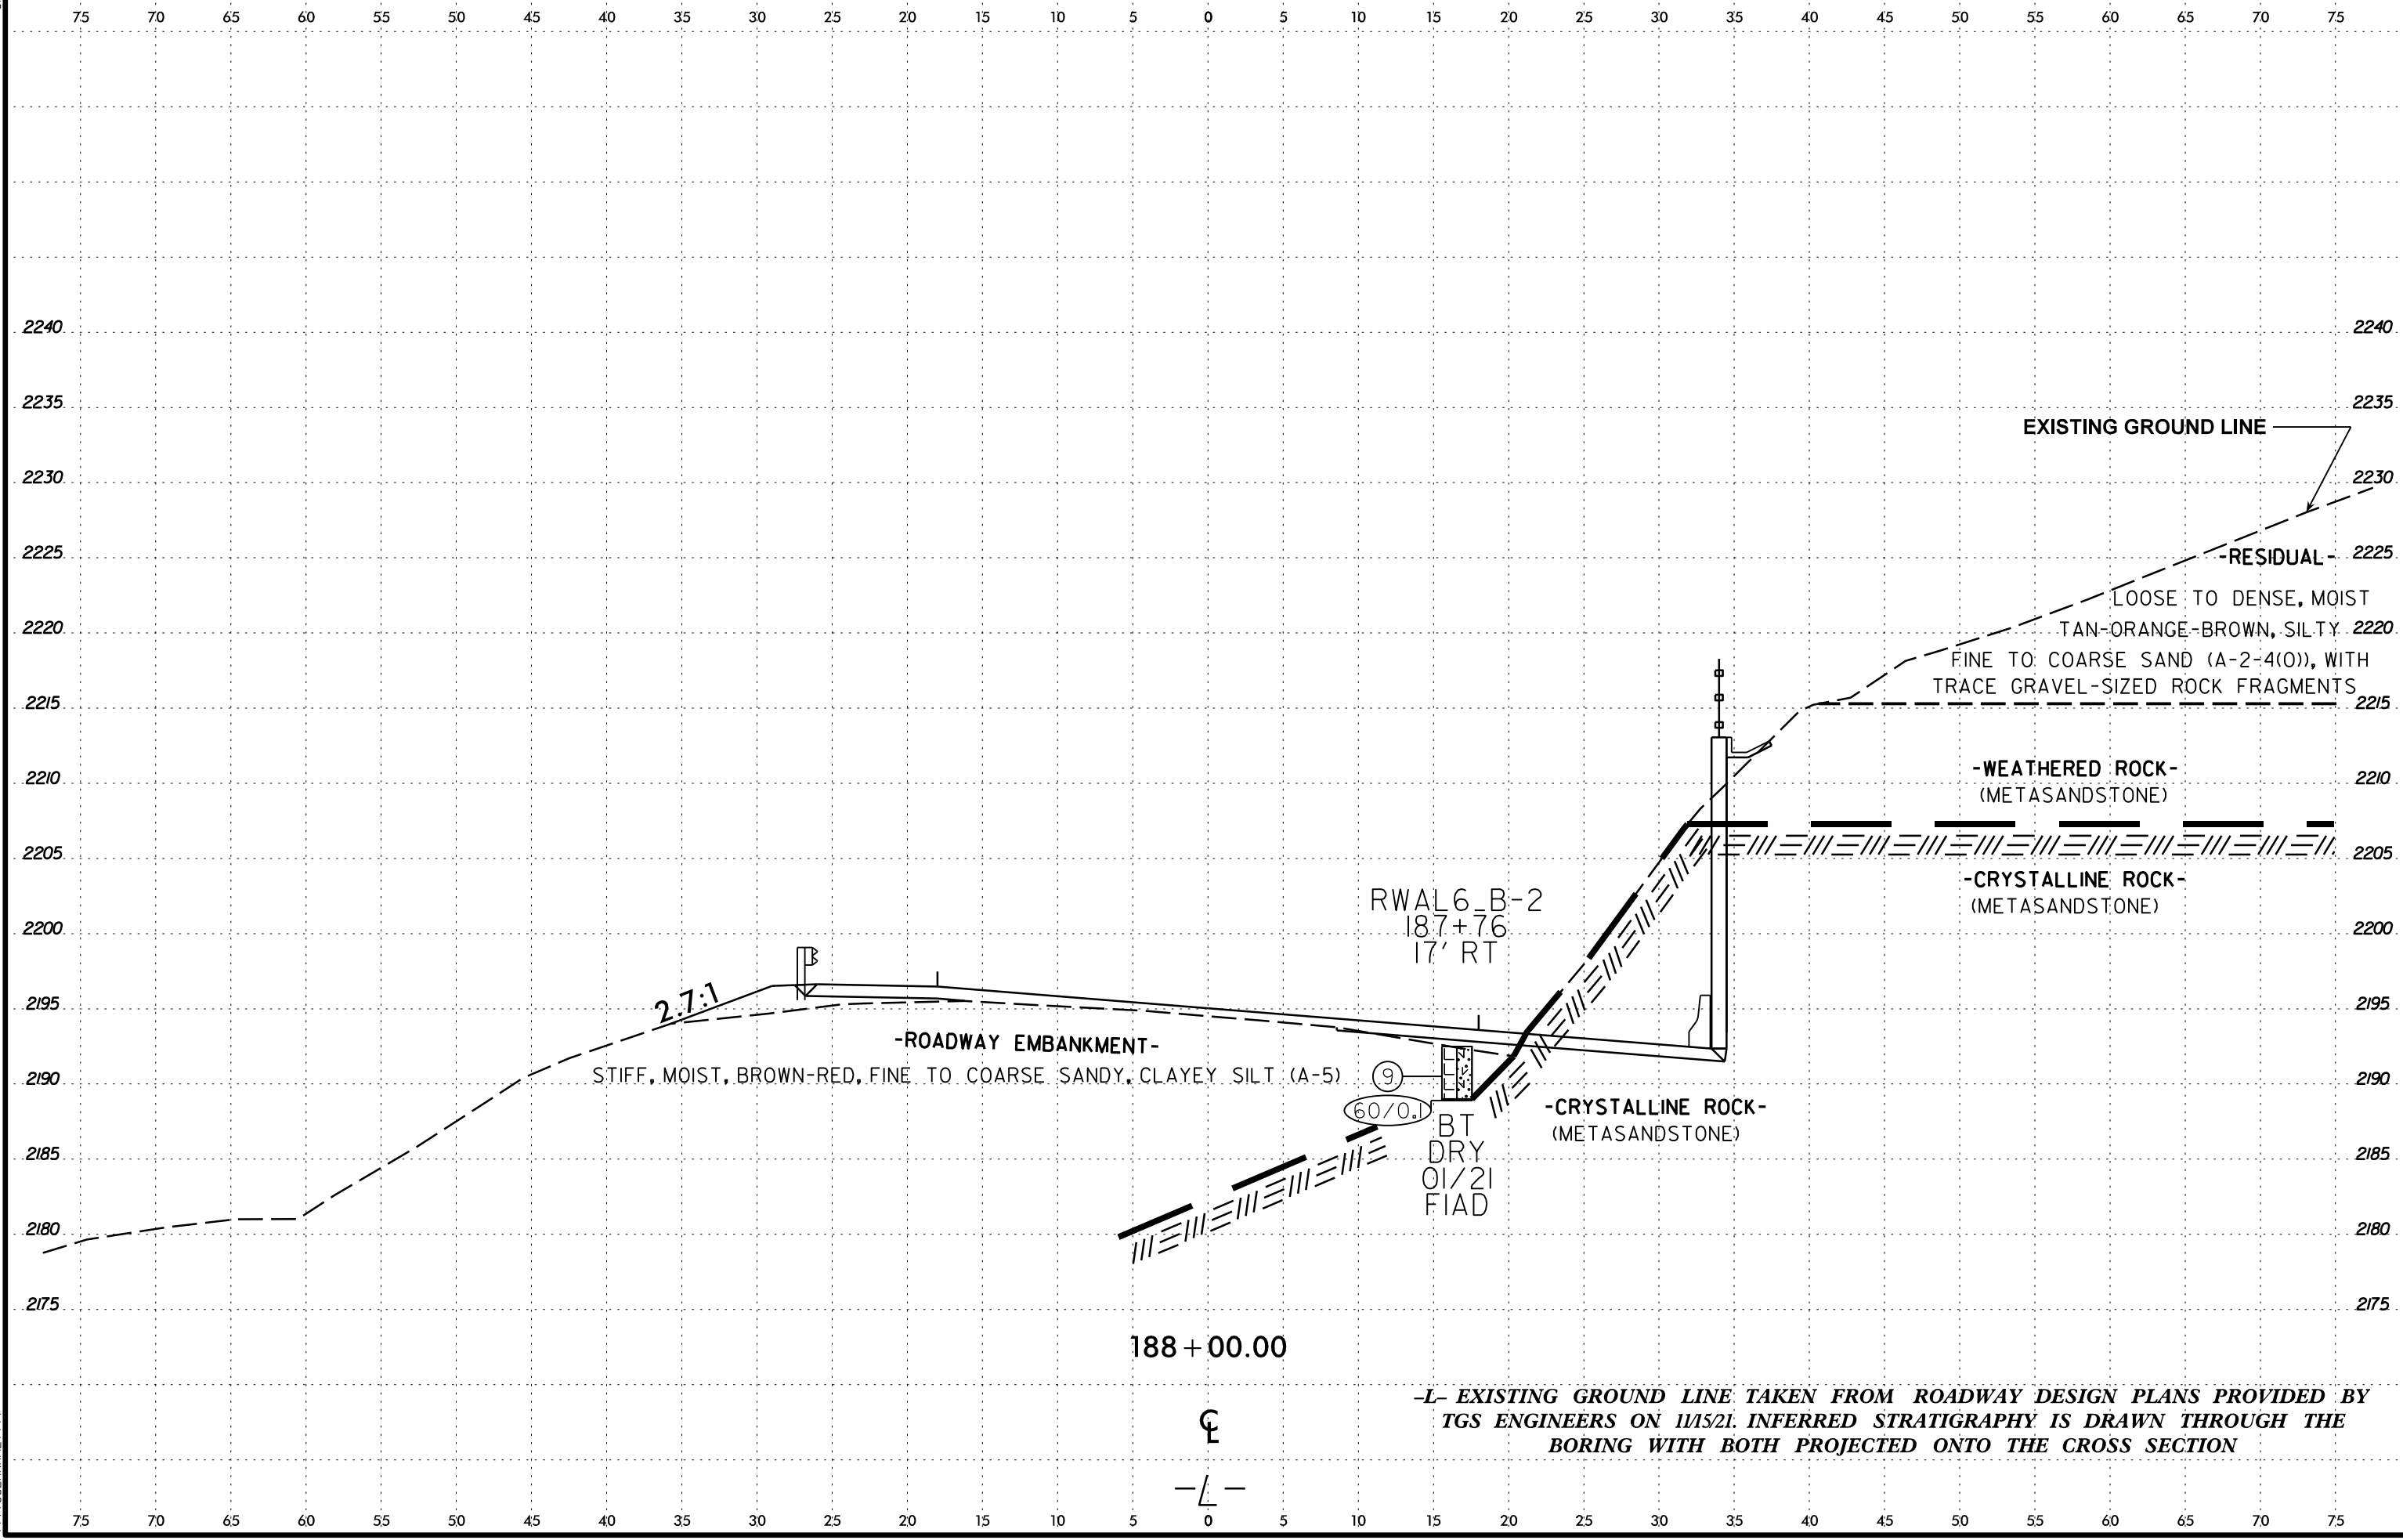 75 70 65 60 55 50 45 40 35 30 25 20 15 10 5 0 5 10 15 20 25 30 35 40 45 50 55 60 65 70 75
2240 2240
2235 2235
EXISTING GROUND LINE
2230 2230
2225 -RESIDUAL- 2225
LOOSE TO DENSE, MOIST
2220 TAN-ORANGE-BROWN, SILTY 2220
FINE TO COARSE SAND (A-2-4(0)), WITH
TRACE GRAVEL-SIZED ROCK FRAGMENTS
2215 2215
2210 -WEATHERED ROCK- 2210
(METASANDSTONE)
2205 2205
-CRYSTALLINE ROCK-
(METASANDSTONE)
RWAL6_B-2
187+76
17' RT
2200 2200
2195 2.7:1 2195
-ROADWAY EMBANKMENT-
STIFF, MOIST, BROWN-RED, FINE TO COARSE SANDY, CLAYEY SILT (A-5) 9
2190 2190
60/0.1
-CRYSTALLINE ROCK-
(METASANDSTONE)
BT
DRY
01/21
FIAD
2185 2185
2180 2180
2175 2175
188+00.00
-L- EXISTING GROUND LINE TAKEN FROM ROADWAY DESIGN PLANS PROVIDED BY
TGS ENGINEERS ON 11/15/21. INFERRED STRATIGRAPHY IS DRAWN THROUGH THE
BORING WITH BOTH PROJECTED ONTO THE CROSS SECTION
℄
-L-
75 70 65 60 55 50 45 40 35 30 25 20 15 10 5 0 5 10 15 20 25 30 35 40 45 50 55 60 65 70 75